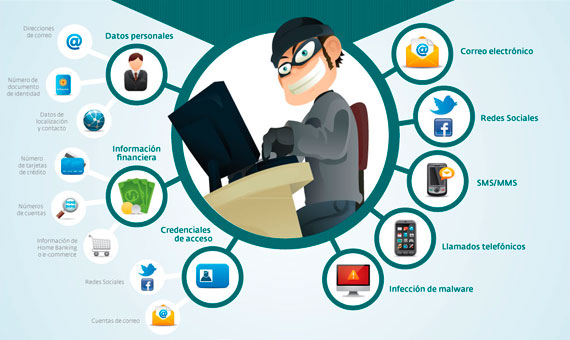 Direcciones
de correo
Datos personales
Número de
documento
de identidad
Datos de
localización
y contacto
Información
financiera
Número
de tarjetas
de crédito
Números
de cuentas
Información de
Home Banking
o e-commerce
Credenciales
de acceso
Redes Sociales
Cuentas de correo
Correo electrónico
Redes Sociales
SMS/MMS
Llamados telefónicos
Infección de malware